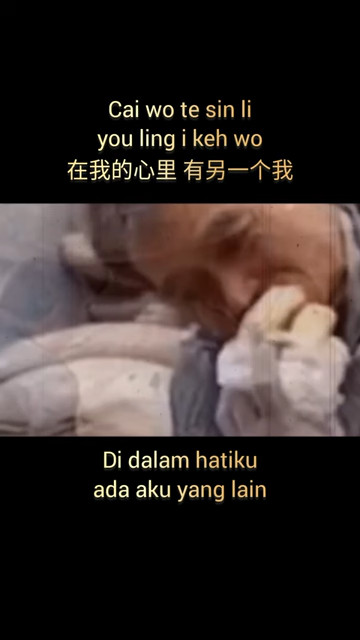 Cai wo te sin li
you ling i keh wo
在我的心里 有另一个我
Di dalam hatiku
ada aku yang lain